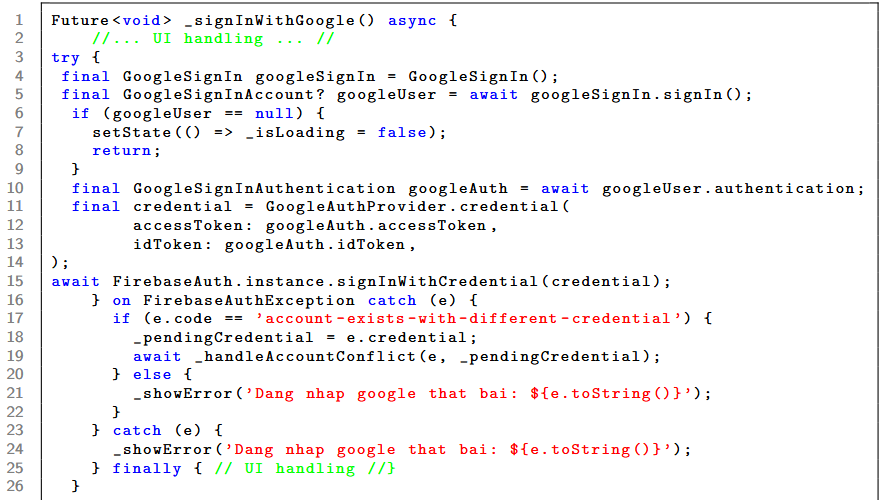 1 Future<void> _signInWithGoogle() async {
2 //... UI handling ... //
3 try {
4 final GoogleSignIn googleSignIn = GoogleSignIn();
5 final GoogleSignInAccount? googleUser = await googleSignIn.signIn();
6 if (googleUser == null) {
7 setState(() => _isLoading = false);
8 return;
9 }
10 final GoogleSignInAuthentication googleAuth = await googleUser.authentication;
11 final credential = GoogleAuthProvider.credential(
12 accessToken: googleAuth.accessToken,
13 idToken: googleAuth.idToken,
14 );
15 await FirebaseAuth.instance.signInWithCredential(credential);
16 } on FirebaseAuthException catch (e) {
17 if (e.code == 'account-exists-with-different-credential') {
18 _pendingCredential = e.credential;
19 await _handleAccountConflict(e, _pendingCredential);
20 } else {
21 _showError('Dang nhap google that bai: ${e.toString()}');
22 }
23 } catch (e) {
24 _showError('Dang nhap google that bai: ${e.toString()}');
25 } finally { // UI handling //}
26 }